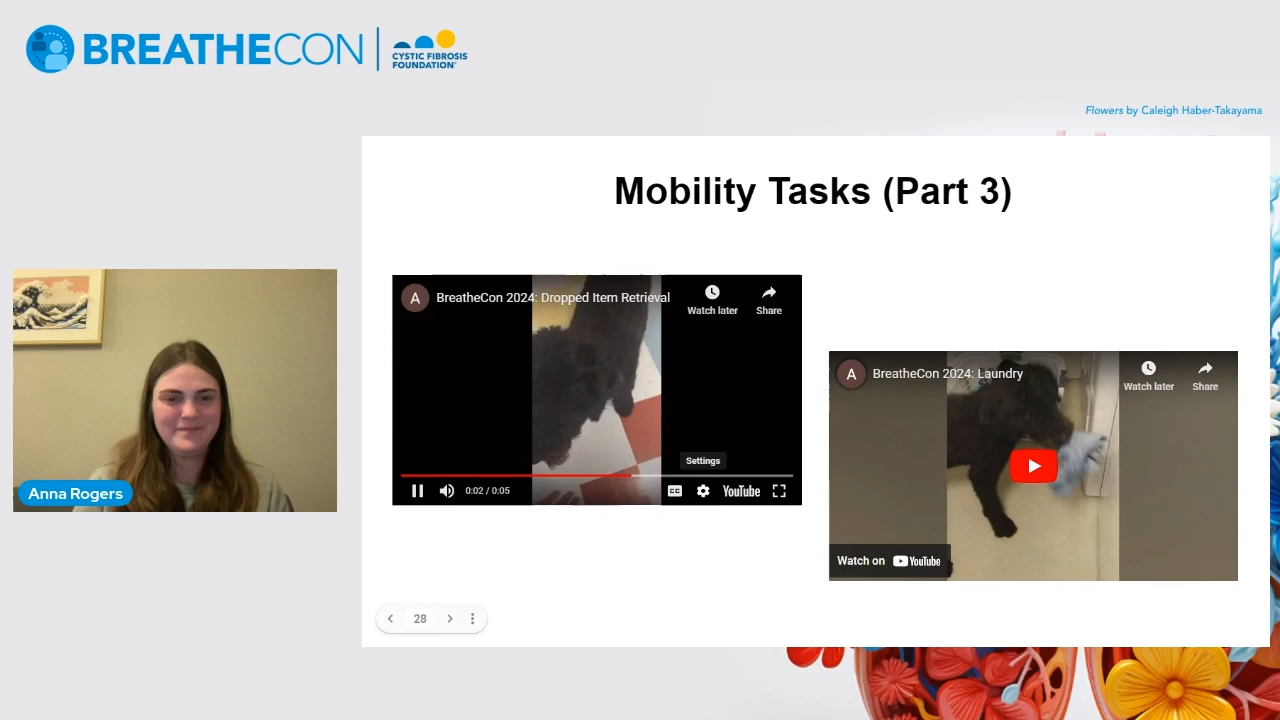 BREATHECON
CYSTIC FIBROSIS
FOUNDATION
Flowers by Caleigh Haber-Takayama
Mobility Tasks (Part 3)
A
BreatheCon 2024: Dropped Item Retrieval
Watch later
Share
Settings
0:02 / 0:05
CC
YouTube
A
BreatheCon 2024: Laundry
Watch later
Share
Watch on YouTube
Anna Rogers
28